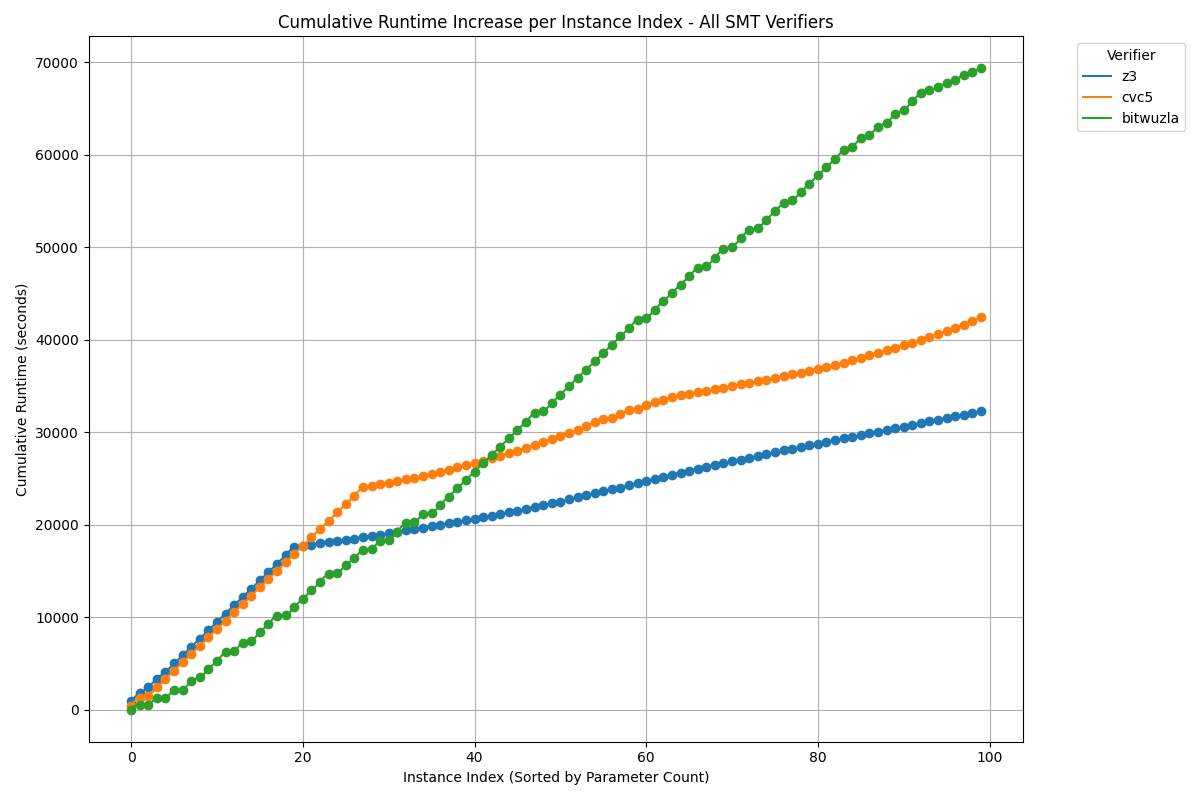 Cumulative Runtime Increase per Instance Index - All SMT Verifiers
Verifier
z3
cvc5
bitwuzla
Cumulative Runtime (seconds)
70000
60000
50000
40000
30000
20000
10000
0
0 20 40 60 80 100
Instance Index (Sorted by Parameter Count)